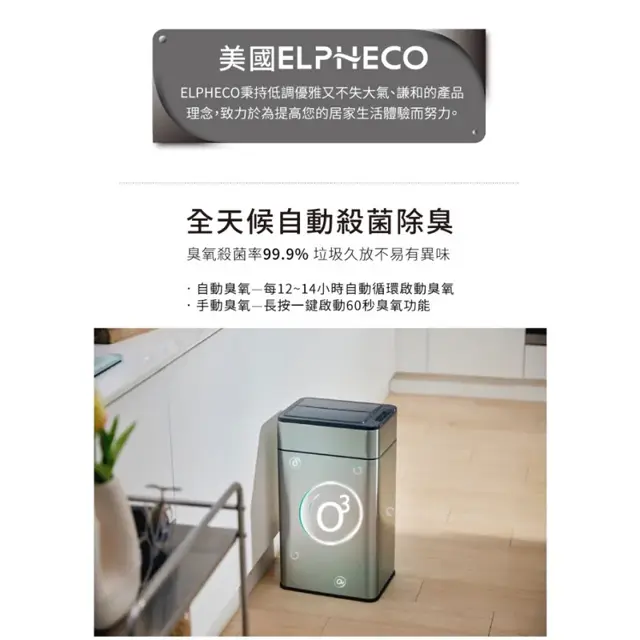 美國ELPHECO
ELPHECO秉持低調優雅又不失大氣、謙和的產品
理念，致力於為提高您的居家生活體驗而努力。
全天候自動殺菌除臭
臭氧殺菌率99.9% 垃圾久放不易有異味
· 自動臭氧—每12~14小時自動循環啟動臭氧
· 手動臭氧—長按一鍵啟動60秒臭氧功能
O3